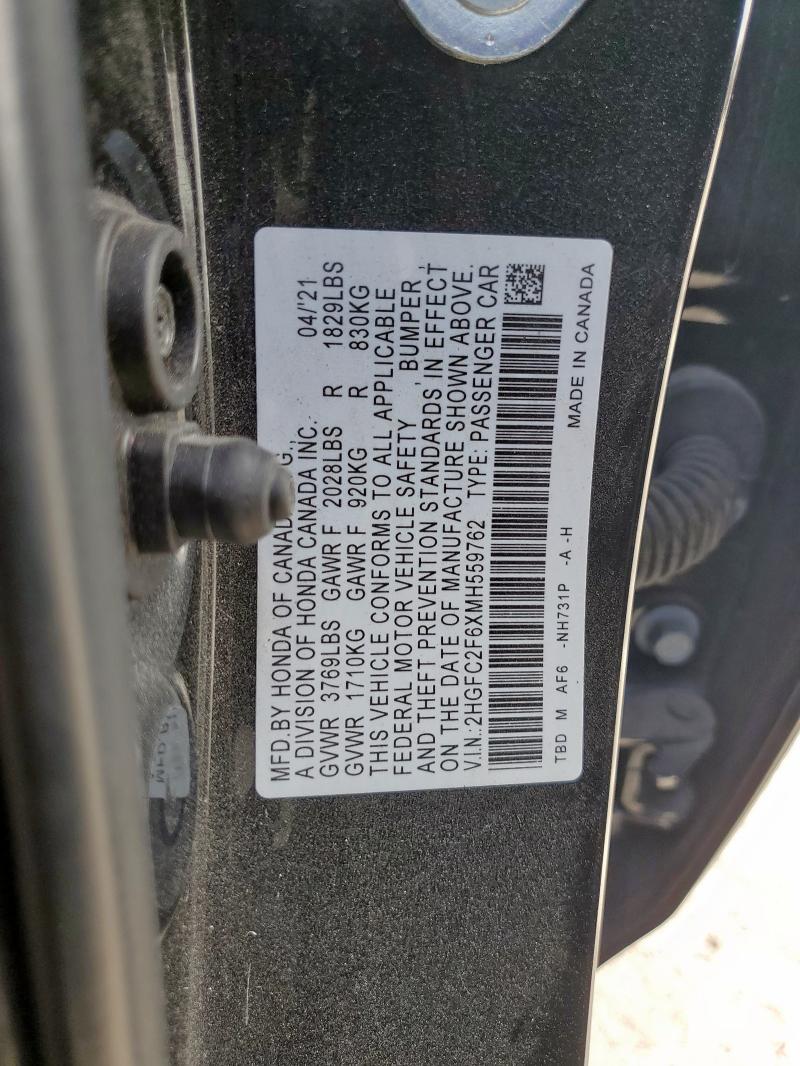 MFD.BY HONDA OF CANADA
A DIVISION OF HONDA CANADA INC. 04/'21
GVWR 3769LBS GAWR F 2028LBS R 1829LBS
GVWR 1710KG GAWR F 920KG R 830KG
THIS VEHICLE CONFORMS TO ALL APPLICABLE
FEDERAL MOTOR VEHICLE SAFETY , BUMPER ,
AND THEFT PREVENTION STANDARDS IN EFFECT
ON THE DATE OF MANUFACTURE SHOWN ABOVE.
V.I.N.:2HGFC2F6XMH559762 TYPE: PASSENGER CAR
TBD M AF6 -NH731P -A -H
MADE IN CANADA